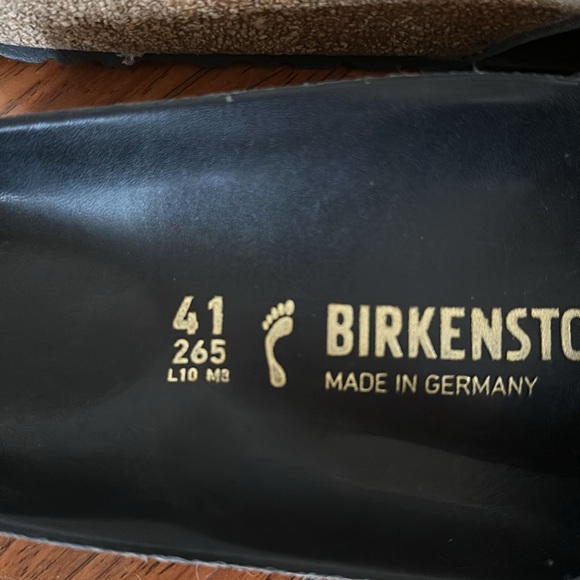 41
265
L10 M8
BIRKENSTO
MADE IN GERMANY